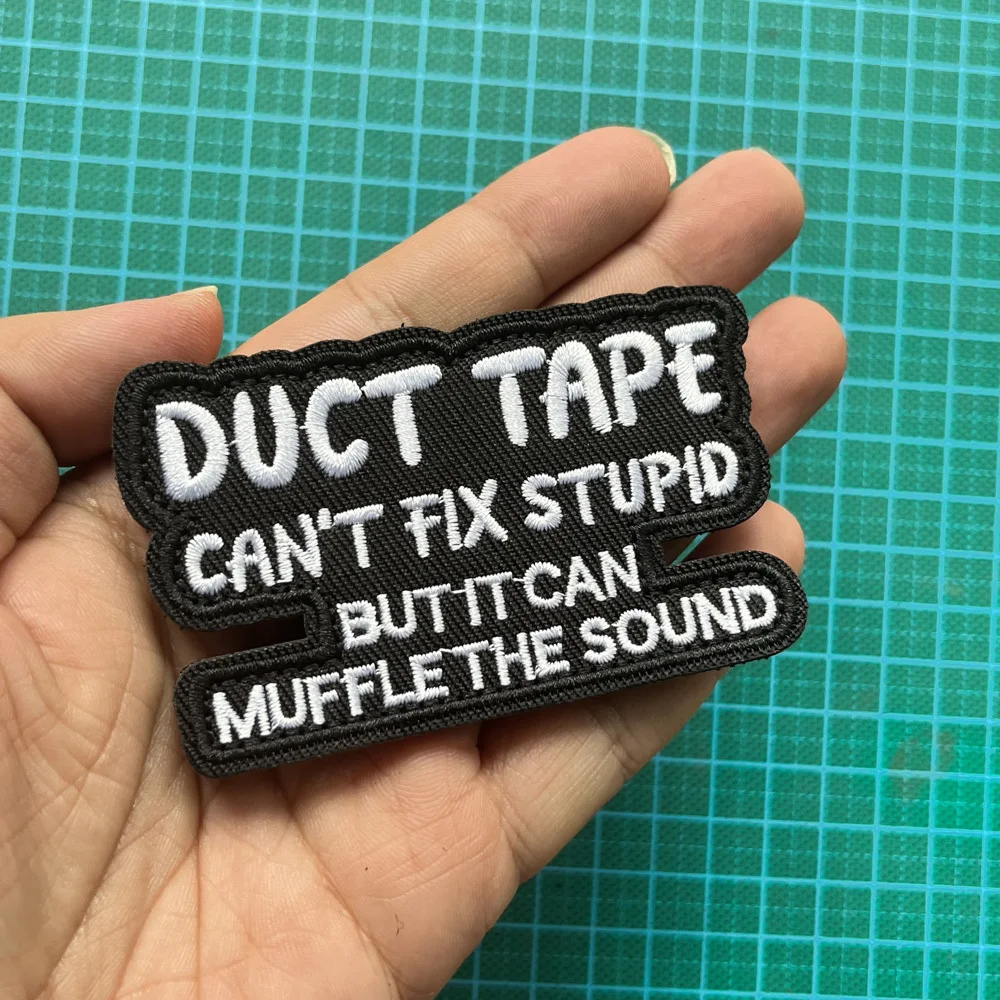 DUCT TAPE
CAN'T FIX STUPID
BUT IT CAN
MUFFLE THE SOUND